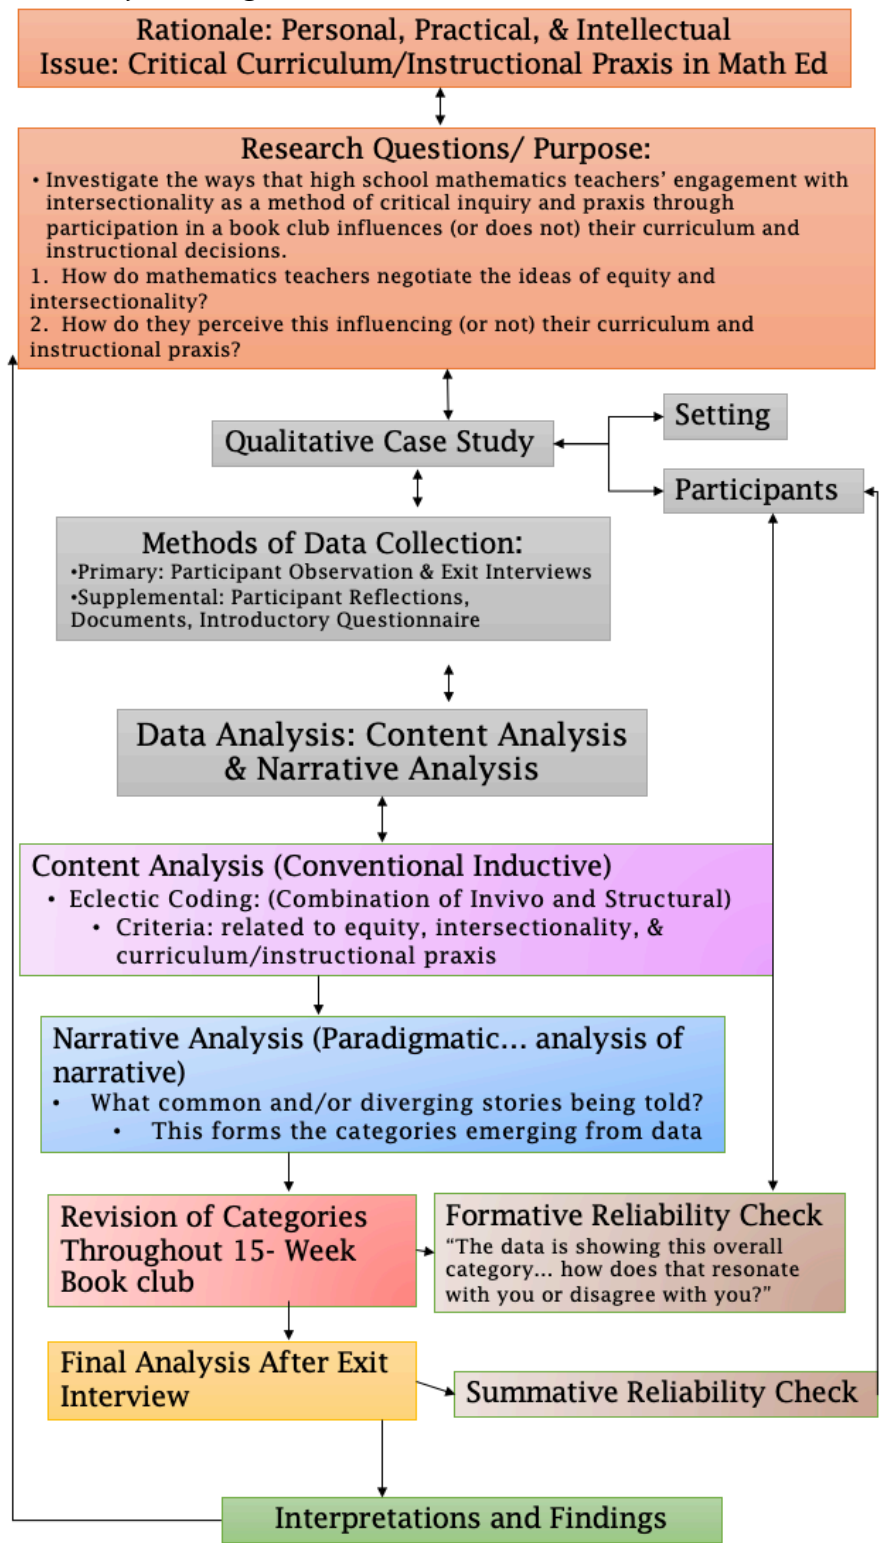 Rationale: Personal, Practical, & Intellectual
Issue: Critical Curriculum/Instructional Praxis in Math Ed
Research Questions/ Purpose:
• Investigate the ways that high school mathematics teachers' engagement with
intersectionality as a method of critical inquiry and praxis through
participation in a book club influences (or does not) their curriculum and
instructional decisions.
1. How do mathematics teachers negotiate the ideas of equity and
intersectionality?
2. How do they perceive this influencing (or not) their curriculum and
instructional praxis?
Setting
Qualitative Case Study
Participants
Methods of Data Collection:
•Primary: Participant Observation & Exit Interviews
•Supplemental: Participant Reflections,
Documents, Introductory Questionnaire
Data Analysis: Content Analysis
& Narrative Analysis
Content Analysis (Conventional Inductive)
• Eclectic Coding: (Combination of Invivo and Structural)
• Criteria: related to equity, intersectionality, &
curriculum/instructional praxis
Narrative Analysis (Paradigmatic... analysis of
narrative)
• What common and/or diverging stories being told?
• This forms the categories emerging from data
Revision of Categories
Throughout 15- Week
Book club
Formative Reliability Check
“The data is showing this overall
category... how does that resonate
with you or disagree with you?”
Final Analysis After Exit
Interview
Summative Reliability Check
Interpretations and Findings